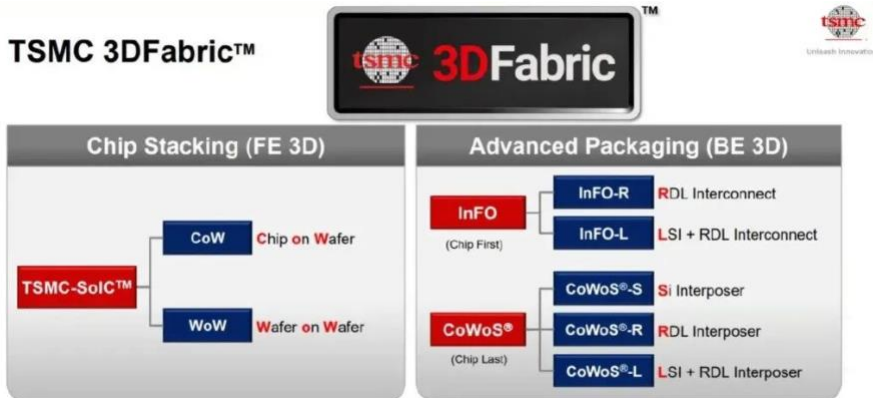 TSMC 3DFabric™
tsmc 3DFabric ™
tsmc
Unleash Innovatio
Chip Stacking (FE 3D)
TSMC-SoIC™
CoW Chip on Wafer
WoW Wafer on Wafer
Advanced Packaging (BE 3D)
InFO
(Chip First)
InFO-R RDL Interconnect
InFO-L LSI + RDL Interconnect
CoWoS®
(Chip Last)
CoWoS®-S Si Interposer
CoWoS®-R RDL Interposer
CoWoS®-L LSI + RDL Interposer